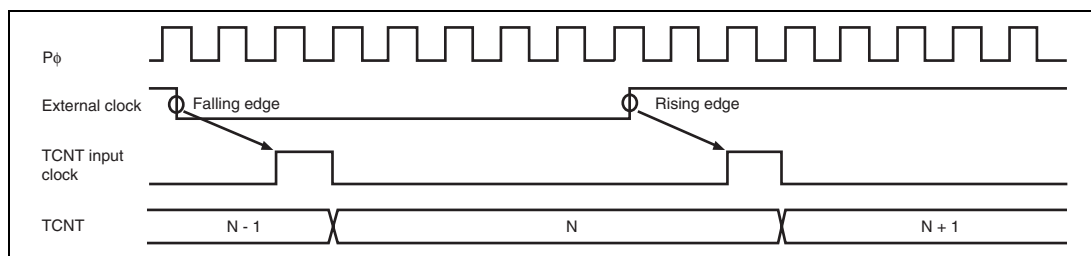 Pφ
External clock
Falling edge
Rising edge
TCNT input
clock
TCNT
N - 1
N
N + 1